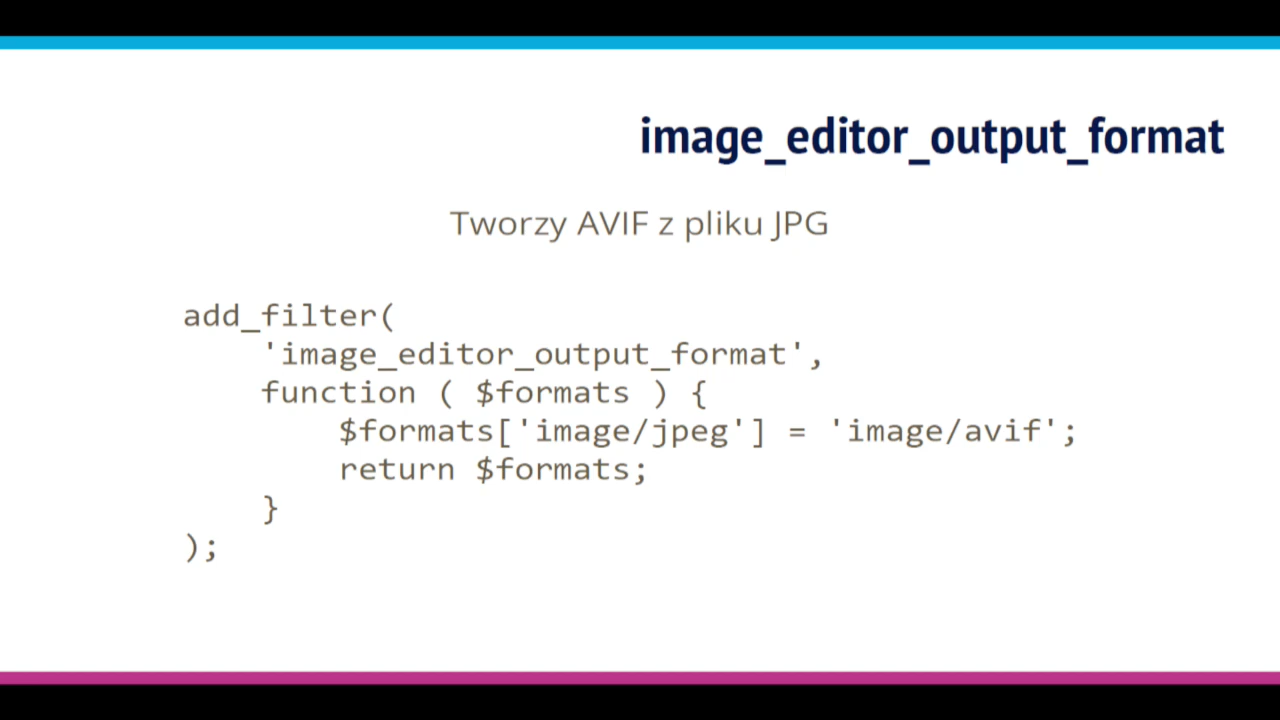 image_editor_output_format
Tworzy AVIF z pliku JPG
add_filter(
    'image_editor_output_format',
    function ( $formats ) {
        $formats['image/jpeg'] = 'image/avif';
        return $formats;
    }
);